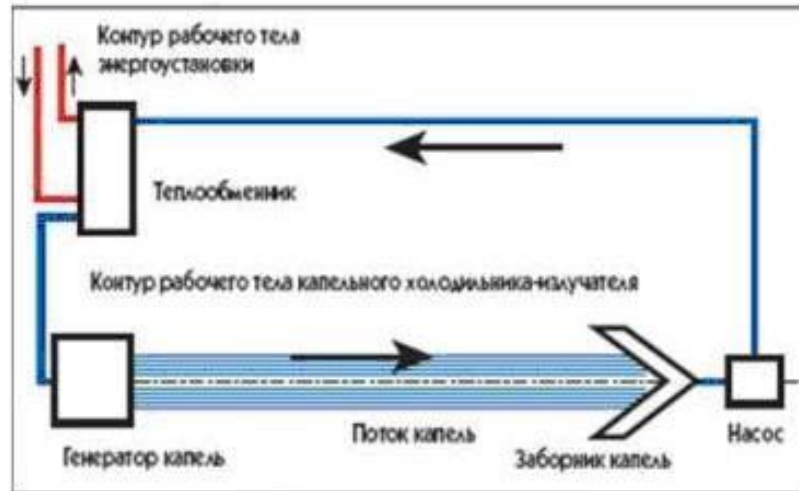 Контур рабочего тела
энергоустановки
Теплообменник
Контур рабочего тела капельного холодильника-излучателя
Поток капель
Насос
Генератор капель
Заборник капель